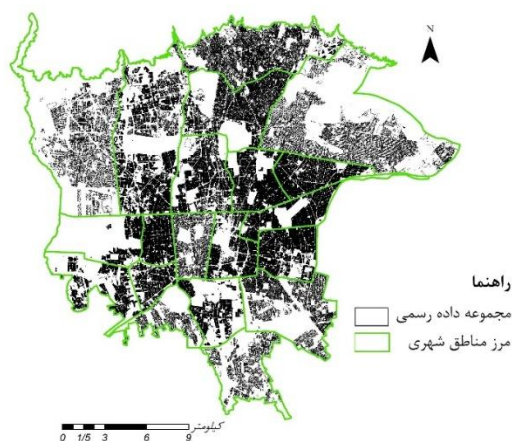 N
راهنما
مجموعه داده رسمی
مرز مناطق شهری
کیلومتر
0 1/5 3 6 9